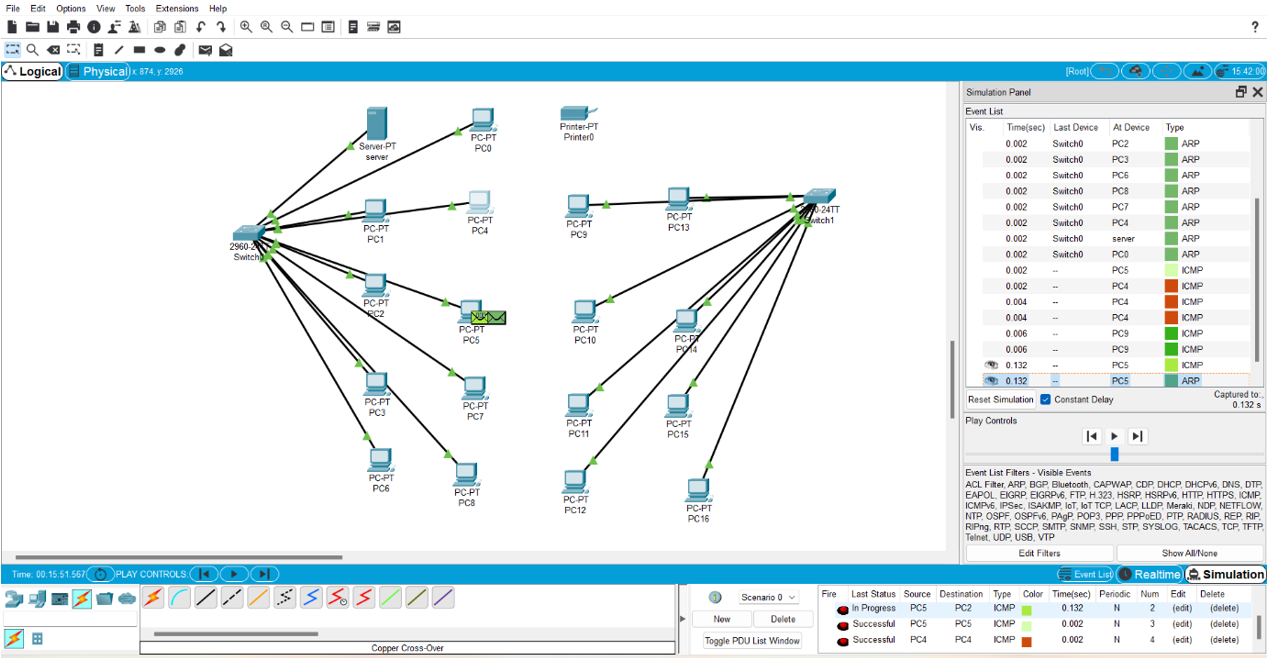 File Edit Options View Tools Extensions Help
?
Logical Physical x: 874, y: 2926 [Root] 15:42:00
Simulation Panel
Event List
Vis. Time(sec) Last Device At Device Type
0.002 Switch0 PC2 ARP
0.002 Switch0 PC3 ARP
0.002 Switch0 PC6 ARP
0.002 Switch0 PC8 ARP
0.002 Switch0 PC7 ARP
0.002 Switch0 PC4 ARP
0.002 Switch0 server ARP
0.002 Switch0 PC0 ARP
0.002 -- PC5 ICMP
0.002 -- PC4 ICMP
0.004 -- PC4 ICMP
0.004 -- PC4 ICMP
0.006 -- PC9 ICMP
0.006 -- PC9 ICMP
0.132 -- PC5 ICMP
0.132 -- PC5 ARP
Reset Simulation Constant Delay Captured to:
0.132 s
Play Controls
Event List Filters - Visible Events
ACL Filter, ARP, BGP, Bluetooth, CAPWAP, CDP, DHCP, DHCPv6, DNS, DTP,
EAPOL, EIGRP, EIGRPv6, FTP, H.323, HSRP, HSRPv6, HTTP, HTTPS, ICMP,
ICMPv6, IPSec, ISAKMP, IoT, IoT TCP, LACP, LLDP, Meraki, NDP, NETFLOW,
NTP, OSPF, OSPFv6, PAgP, POP3, PPP, PPPoED, PTP, RADIUS, REP, RIP,
RIPng, RTP, SCCP, SMTP, SNMP, SSH, STP, SYSLOG, TACACS, TCP, TFTP,
Telnet, UDP, USB, VTP
Edit Filters Show All/None
Server-PT
server
PC-PT
PC0
Printer-PT
Printer0
PC-PT
PC1
PC-PT
PC4
PC-PT
PC9
PC-PT
PC13
PC-PT
PC2
PC-PT
PC5
PC-PT
PC10
PC14
PC-PT
PC3
PC-PT
PC7
PC-PT
PC11
PC-PT
PC15
PC-PT
PC6
PC-PT
PC8
PC-PT
PC12
PC-PT
PC16
Time: 00:15:51.567 PLAY CONTROLS: Event List Realtime Simulation
Copper Cross-Over
Scenario 0
New Delete
Toggle PDU List Window
Fire Last Status Source Destination Type Color Time(sec) Periodic Num Edit Delete
In Progress PC5 PC2 ICMP 0.132 N 2 (edit) (delete)
Successful PC5 PC5 ICMP 0.002 N 3 (edit) (delete)
Successful PC4 PC4 ICMP 0.002 N 4 (edit) (delete)